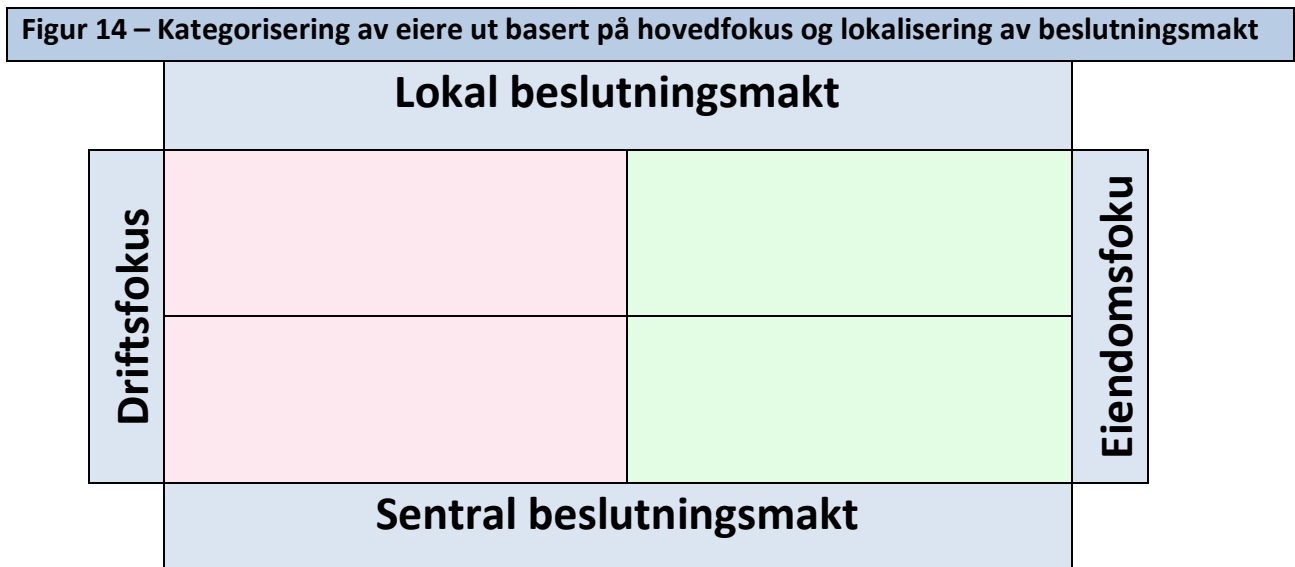 Figur 14 – Kategorisering av eiere ut basert på hovedfokus og lokalisering av beslutningsmakt
Lokal beslutningsmakt
Driftsfokus
Eiendomsfoku
Sentral beslutningsmakt